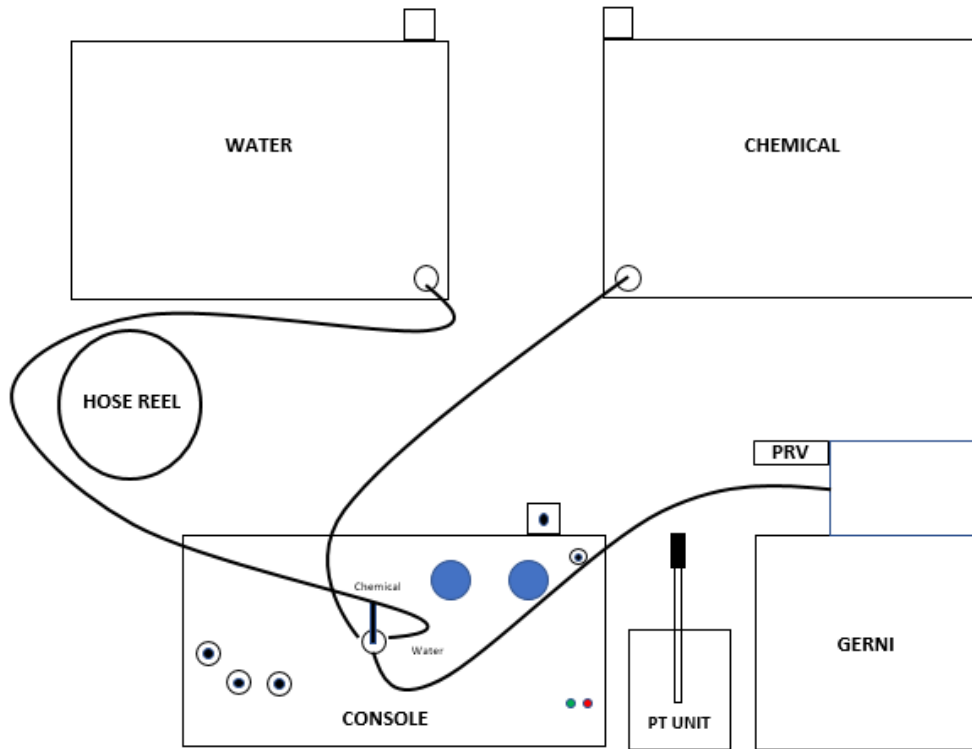 WATER
CHEMICAL
HOSE REEL
PRV
Chemical
Water
GERNI
CONSOLE
PT UNIT